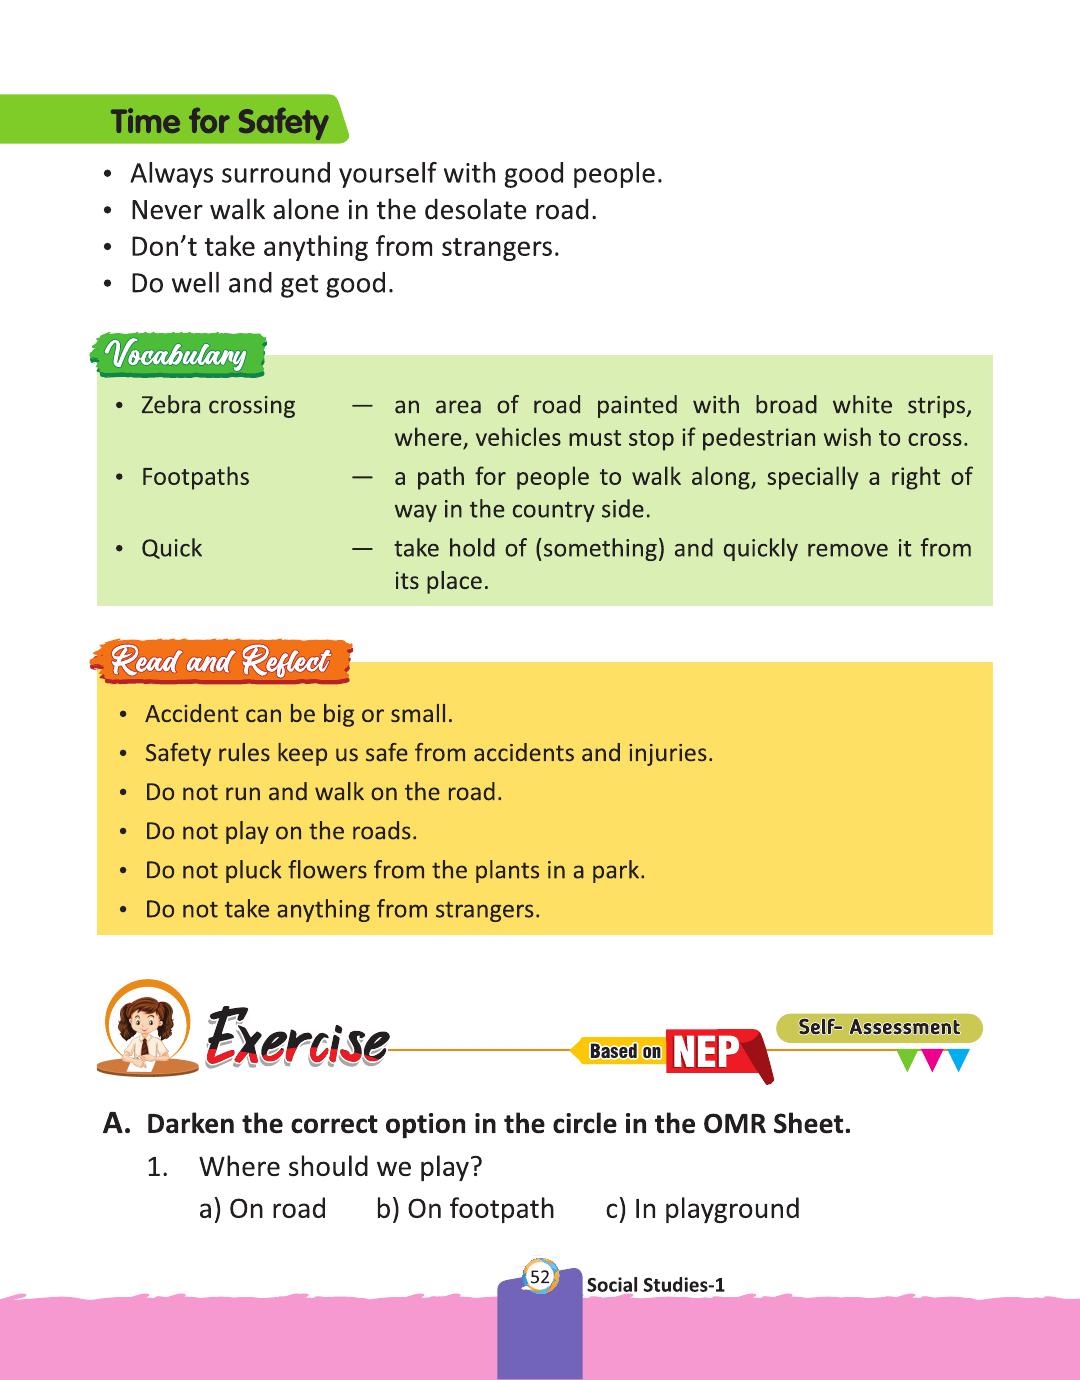 Time for Safety
• Always surround yourself with good people.
• Never walk alone in the desolate road.
• Don’t take anything from strangers.
• Do well and get good.
Vocabulary
• Zebra crossing — an area of road painted with broad white strips,
where, vehicles must stop if pedestrian wish to cross.
• Footpaths — a path for people to walk along, specially a right of
way in the country side.
• Quick — take hold of (something) and quickly remove it from
its place.
Read and Reflect
• Accident can be big or small.
• Safety rules keep us safe from accidents and injuries.
• Do not run and walk on the road.
• Do not play on the roads.
• Do not pluck flowers from the plants in a park.
• Do not take anything from strangers.
Exercise
Based on NEP
Self- Assessment
A. Darken the correct option in the circle in the OMR Sheet.
1. Where should we play?
a) On road b) On footpath c) In playground
52
Social Studies-1